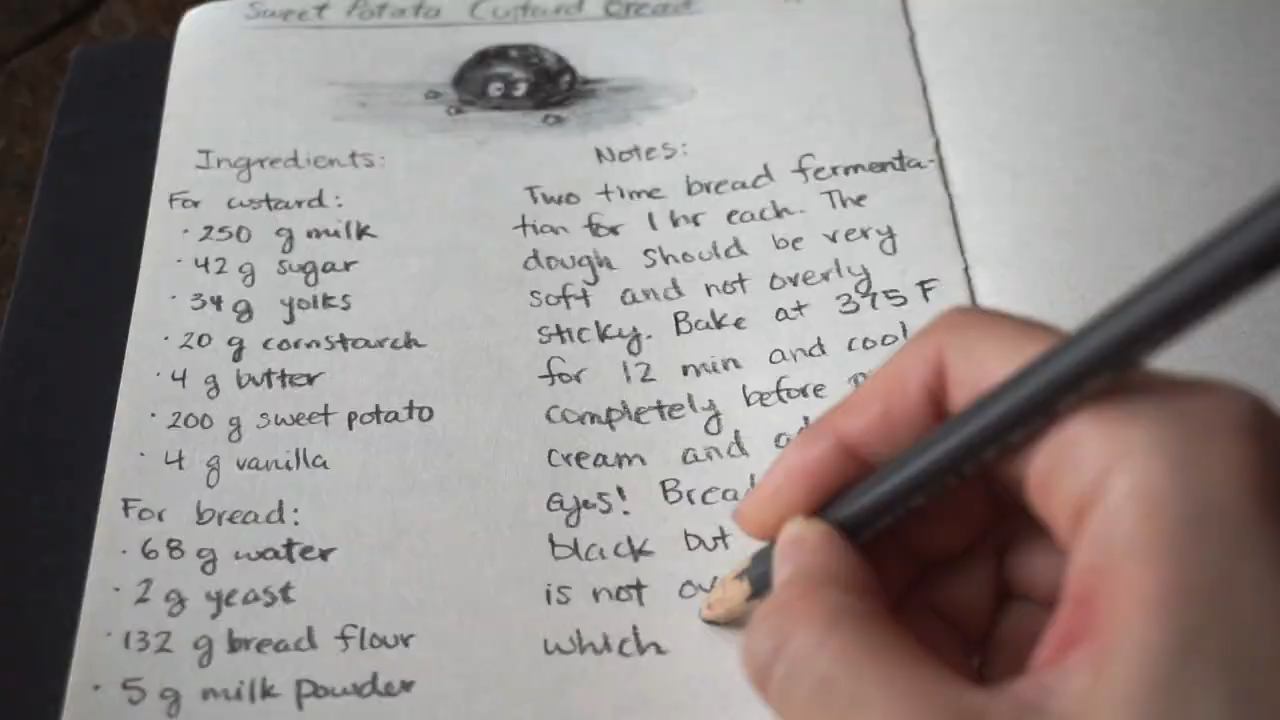 Sweet Potato Custard Bread
Ingredients:
For custard:
· 250 g milk
· 42 g sugar
· 34 g yolks
· 20 g cornstarch
· 4 g butter
· 200 g sweet potato
· 4 g vanilla
For bread:
· 68 g water
· 2 g yeast
· 132 g bread flour
· 5 g milk powder
Notes:
Two time bread fermenta-
tion for 1 hr each. The
dough should be very
soft and not overly
sticky. Bake at 375 F
for 12 min and cool
completely before
cream and
eyes!
black but
is not
which